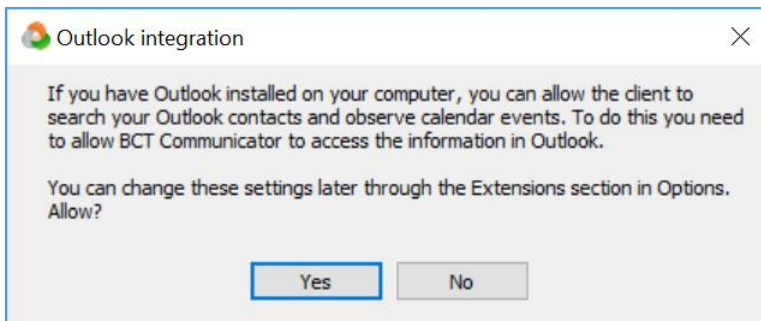 Outlook integration
If you have Outlook installed on your computer, you can allow the client to
search your Outlook contacts and observe calendar events. To do this you need
to allow BCT Communicator to access the information in Outlook.
You can change these settings later through the Extensions section in Options.
Allow?
Yes
No